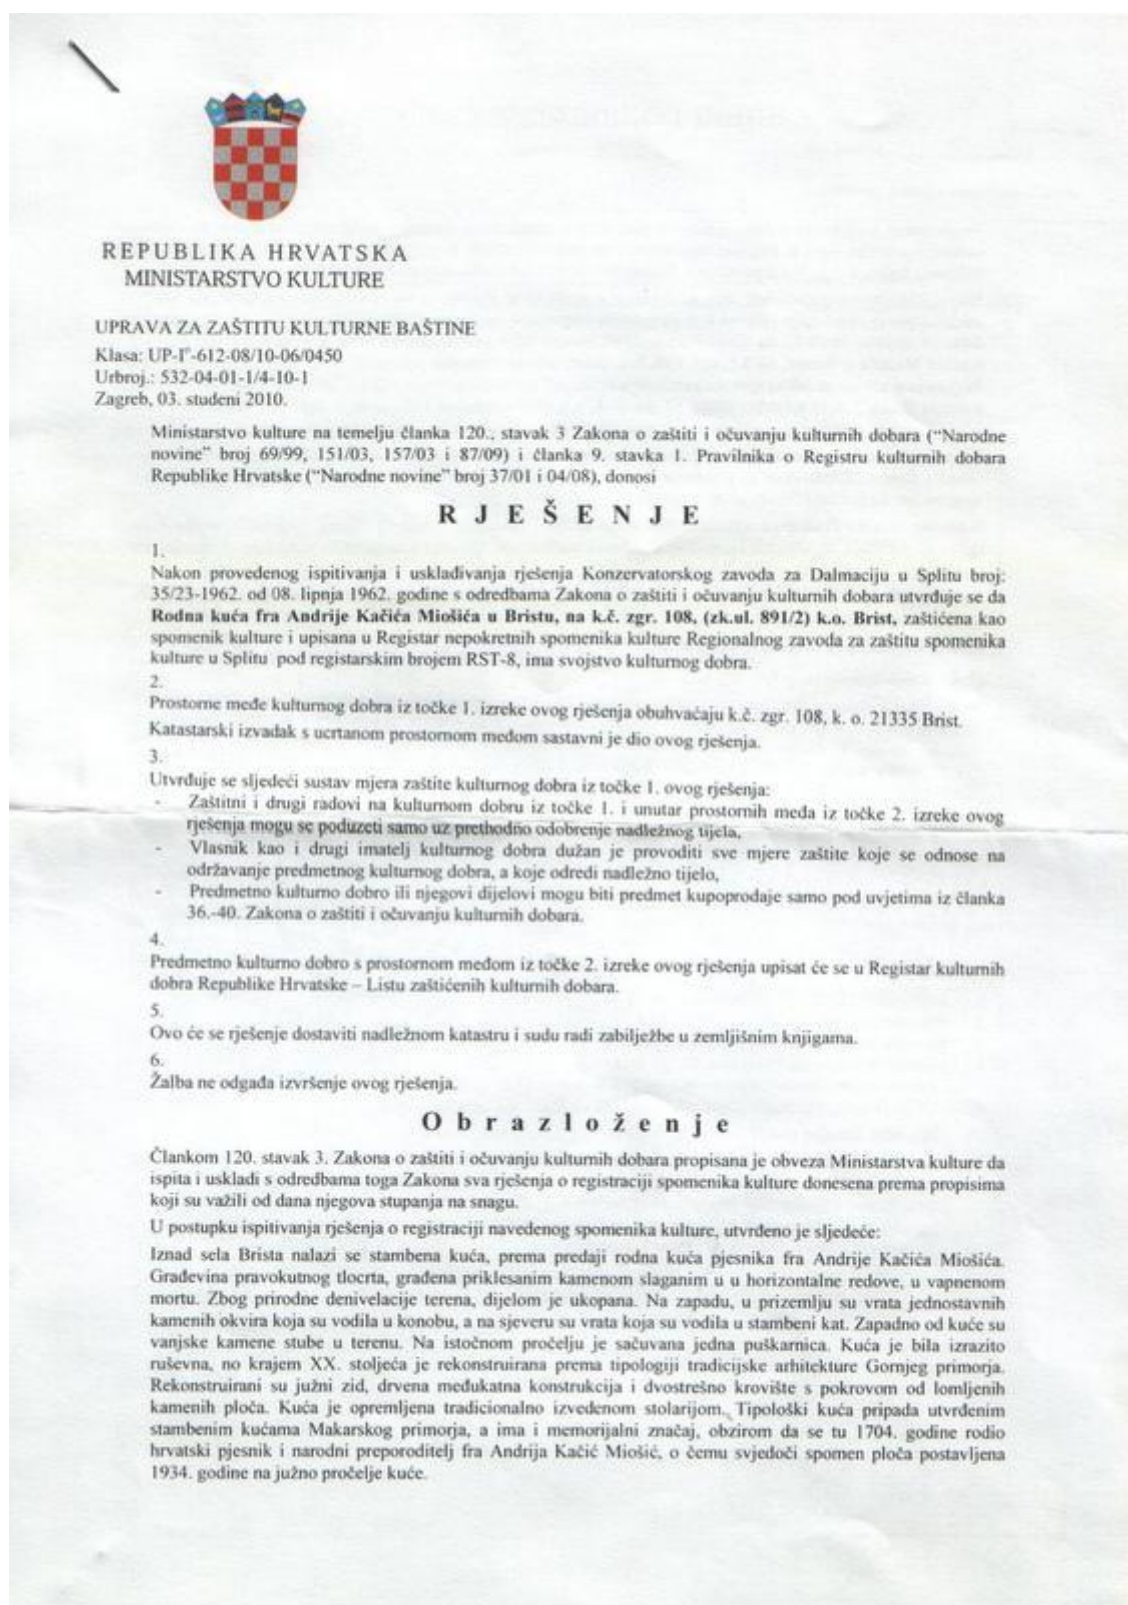 REPUBLIKA HRVATSKA
MINISTARSTVO KULTURE
UPRAVA ZA ZAŠTITU KULTURNE BAŠTINE
Klasa: UP-I°-612-08/10-06/0450
Urbroj.: 532-04-01-1/4-10-1
Zagreb, 03. studeni 2010.
Ministarstvo kulture na temelju članka 120., stavak 3 Zakona o zaštiti i očuvanju kulturnih dobara (“Narodne
novine” broj 69/99, 151/03, 157/03 i 87/09) i članka 9. stavka 1. Pravilnika o Registru kulturnih dobara
Republike Hrvatske (“Narodne novine” broj 37/01 i 04/08), donosi
R J E Š E N J E
1.
Nakon provedenog ispitivanja i usklađivanja rješenja Konzervatorskog zavoda za Dalmaciju u Splitu broj:
35/23-1962. od 08. lipnja 1962. godine s odredbama Zakona o zaštiti i očuvanju kulturnih dobara utvrđuje se da
Rodna kuća fra Andrije Kačića Miošića u Bristu, na k.č. zgr. 108, (zk.ul. 891/2) k.o. Brist, zaštićena kao
spomenik kulture i upisana u Registar nepokretnih spomenika kulture Regionalnog zavoda za zaštitu spomenika
kulture u Splitu pod registarskim brojem RST-8, ima svojstvo kulturnog dobra.
2.
Prostorne međe kulturnog dobra iz točke 1. izreke ovog rješenja obuhvaćaju k.č. zgr. 108, k. o. 21335 Brist.
Katastarski izvadak s ucrtanom prostornom međom sastavni je dio ovog rješenja.
3.
Utvrđuje se sljedeći sustav mjera zaštite kulturnog dobra iz točke 1. ovog rješenja:
- Zaštitni i drugi radovi na kulturnom dobru iz točke 1. i unutar prostornih međa iz točke 2. izreke ovog
rješenja mogu se poduzeti samo uz prethodno odobrenje nadležnog tijela,
- Vlasnik kao i drugi imatelj kulturnog dobra dužan je provoditi sve mjere zaštite koje se odnose na
održavanje predmetnog kulturnog dobra, a koje odredi nadležno tijelo,
- Predmetno kulturno dobro ili njegovi dijelovi mogu biti predmet kupoprodaje samo pod uvjetima iz članka
36.-40. Zakona o zaštiti i očuvanju kulturnih dobara.
4.
Predmetno kulturno dobro s prostornom međom iz točke 2. izreke ovog rješenja upisat će se u Registar kulturnih
dobra Republike Hrvatske – Listu zaštićenih kulturnih dobara.
5.
Ovo će se rješenje dostaviti nadležnom katastru i sudu radi zabilježbe u zemljišnim knjigama.
6.
Žalba ne odgađa izvršenje ovog rješenja.
O b r a z l o ž e n j e
Člankom 120. stavak 3. Zakona o zaštiti i očuvanju kulturnih dobara propisana je obveza Ministarstva kulture da
ispita i uskladi s odredbama toga Zakona sva rješenja o registraciji spomenika kulture donesena prema propisima
koji su važili od dana njegova stupanja na snagu.
U postupku ispitivanja rješenja o registraciji navedenog spomenika kulture, utvrđeno je sljedeće:
Iznad sela Brista nalazi se stambena kuća, prema predaji rodna kuća pjesnika fra Andrije Kačića Miošića.
Građevina pravokutnog tlocrta, građena priklesanim kamenom slaganim u u horizontalne redove, u vapnenom
mortu. Zbog prirodne denivelacije terena, dijelom je ukopana. Na zapadu, u prizemlju su vrata jednostavnih
kamenih okvira koja su vodila u konobu, a na sjeveru su vrata koja su vodila u stambeni kat. Zapadno od kuće su
vanjske kamene stube u terenu. Na istočnom pročelju je sačuvana jedna puškarnica. Kuća je bila izrazito
ruševna, no krajem XX. stoljeća je rekonstruirana prema tipologiji tradicijske arhitekture Gornjeg primorja.
Rekonstruirani su južni zid, drvena međukatna konstrukcija i dvostrešno krovište s pokrovom od lomljenih
kamenih ploča. Kuća je opremljena tradicionalno izvedenom stolarijom. Tipološki kuća pripada utvrđenim
stambenim kućama Makarskog primorja, a ima i memorijalni značaj, obzirom da se tu 1704. godine rodio
hrvatski pjesnik i narodni preporoditelj fra Andrija Kačić Miošić, o čemu svjedoči spomen ploča postavljena
1934. godine na južno pročelje kuće.